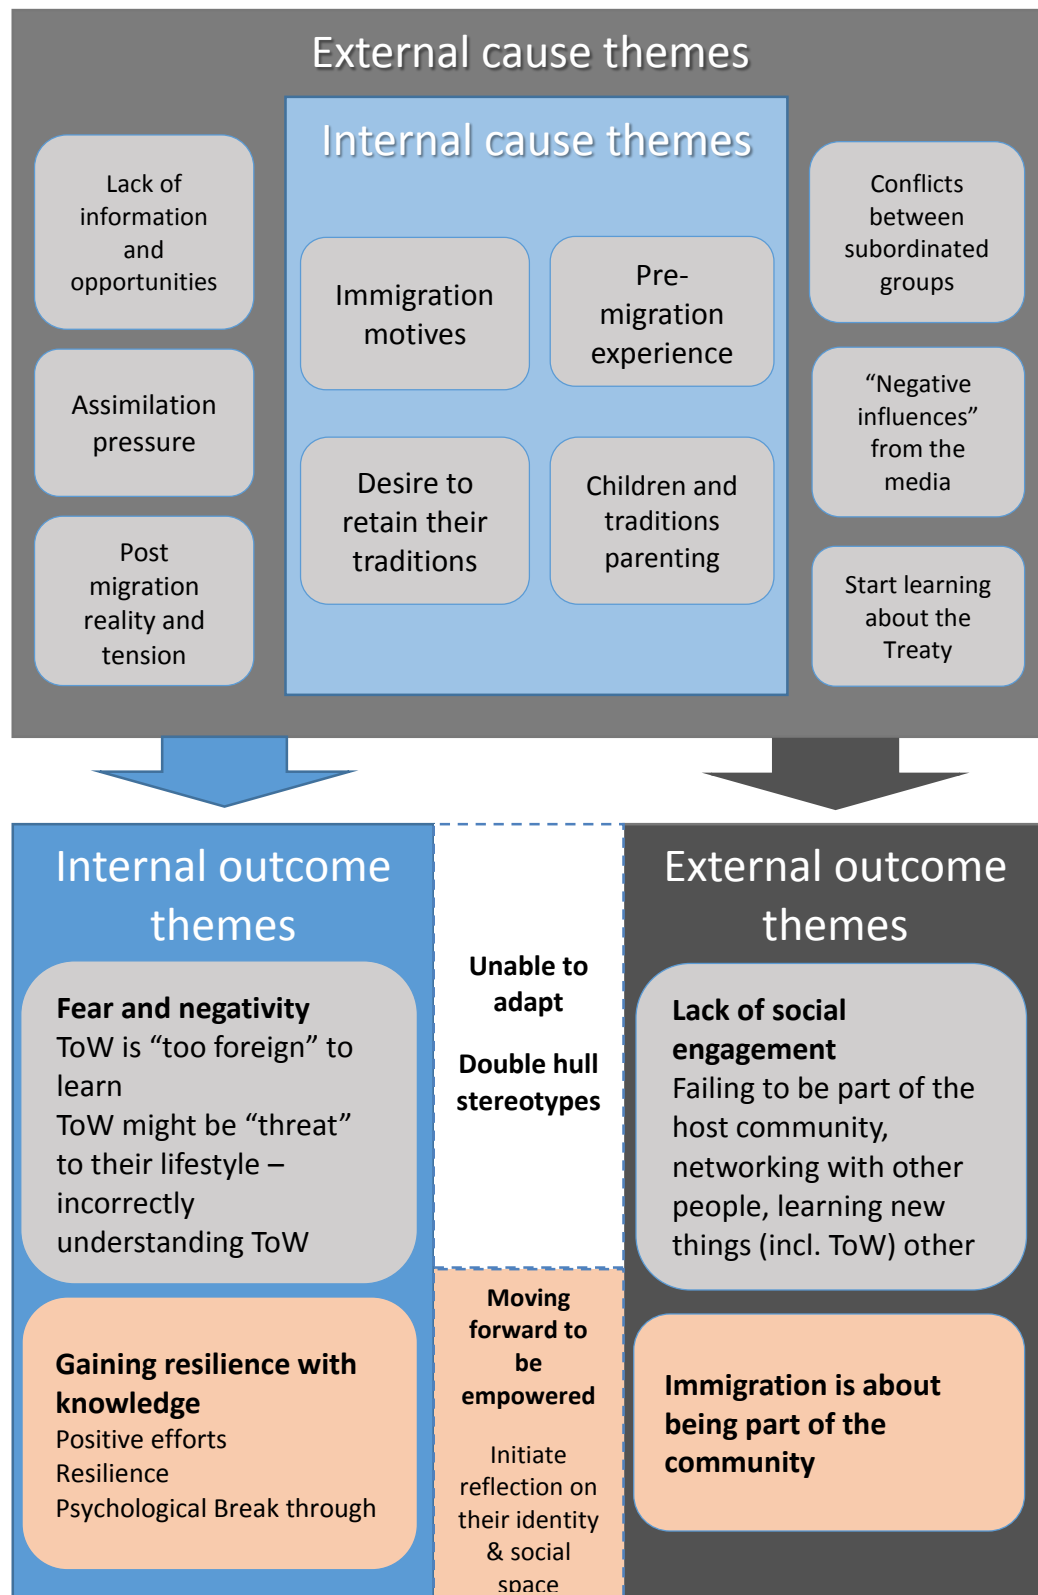 External cause themes
Internal cause themes
Lack of
information
and
opportunities
Assimilation
pressure
Post
migration
reality and
tension
Immigration
motives
Pre-
migration
experience
Desire to
retain their
traditions
Children and
traditions
parenting
Conflicts
between
subordinated
groups
“Negative
influences”
from the
media
Start learning
about the
Treaty
Internal outcome
themes
Fear and negativity
ToW is “too foreign” to
learn
ToW might be “threat”
to their lifestyle –
incorrectly
understanding ToW
Gaining resilience with
knowledge
Positive efforts
Resilience
Psychological Break through
Unable to
adapt
Double hull
stereotypes
Moving
forward to
be
empowered
Initiate
reflection on
their identity
& social
space
External outcome
themes
Lack of social
engagement
Failing to be part of the
host community,
networking with other
people, learning new
things (incl. ToW) other
Immigration is about
being part of the
community